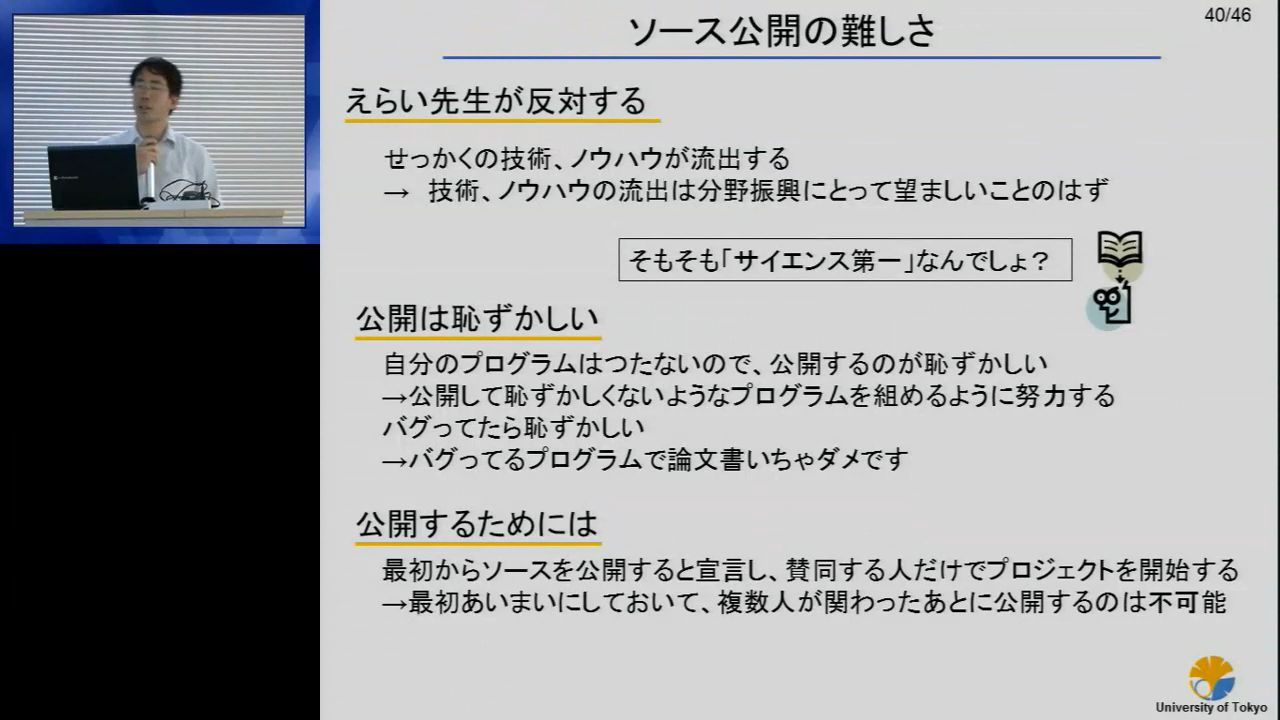 ソース公開の難しさ
40/46
えらい先生が反対する
せっかくの技術、ノウハウが流出する
→ 技術、ノウハウの流出は分野振興にとって望ましいことのはず
そもそも「サイエンス第一」なんでしょ？
公開は恥ずかしい
自分のプログラムはつたないので、公開するのが恥ずかしい
→公開して恥ずかしくないようなプログラムを組めるように努力する
バグってたら恥ずかしい
→バグってるプログラムで論文書いちゃダメです
公開するためには
最初からソースを公開すると宣言し、賛同する人だけでプロジェクトを開始する
→最初あいまいにしておいて、複数人が関わったあとに公開するのは不可能
University of Tokyo